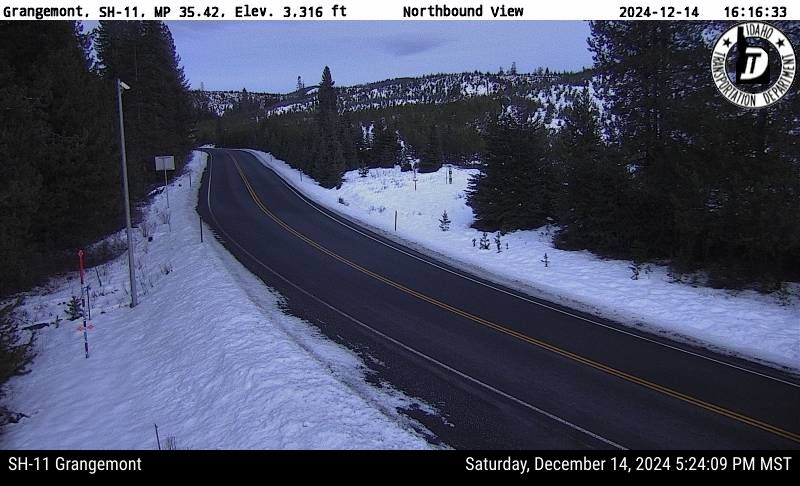 Grangemont, SH-11, MP 35.42, Elev. 3,316 ft Northbound View 2024-12-14 16:16:33
IDAHO
TRANSPORTATION DEPARTMENT
SH-11 Grangemont Saturday, December 14, 2024 5:24:09 PM MST